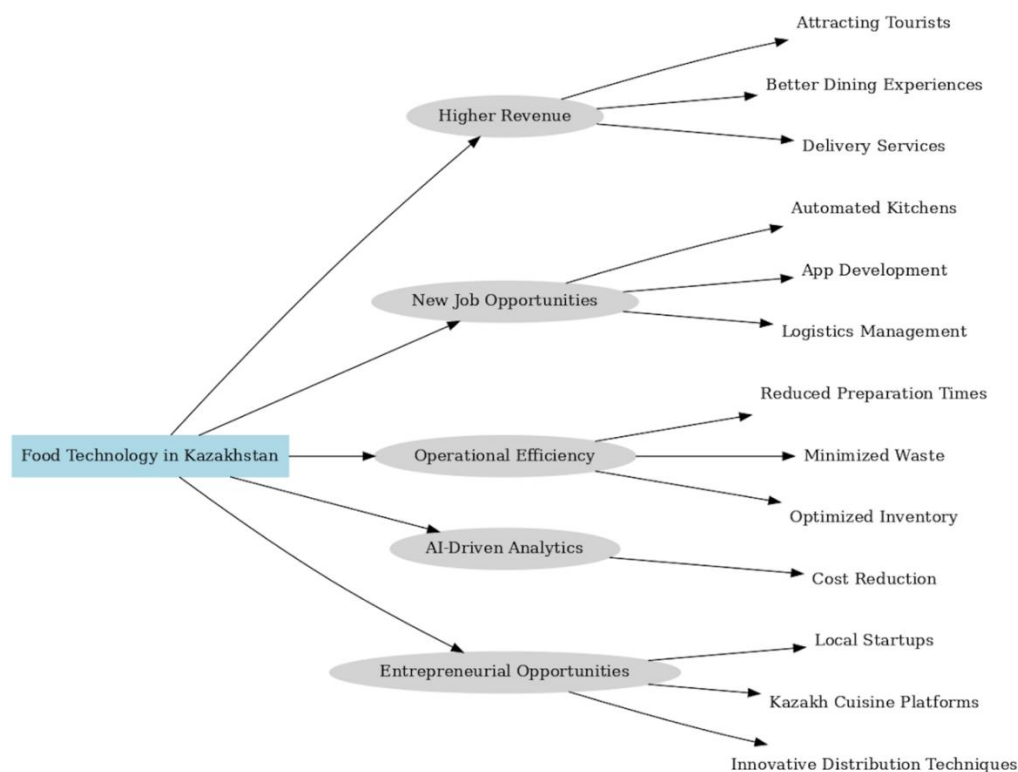 Food Technology in Kazakhstan
Higher Revenue
Attracting Tourists
Better Dining Experiences
Delivery Services
New Job Opportunities
Automated Kitchens
App Development
Logistics Management
Operational Efficiency
Reduced Preparation Times
Minimized Waste
Optimized Inventory
AI-Driven Analytics
Cost Reduction
Entrepreneurial Opportunities
Local Startups
Kazakh Cuisine Platforms
Innovative Distribution Techniques